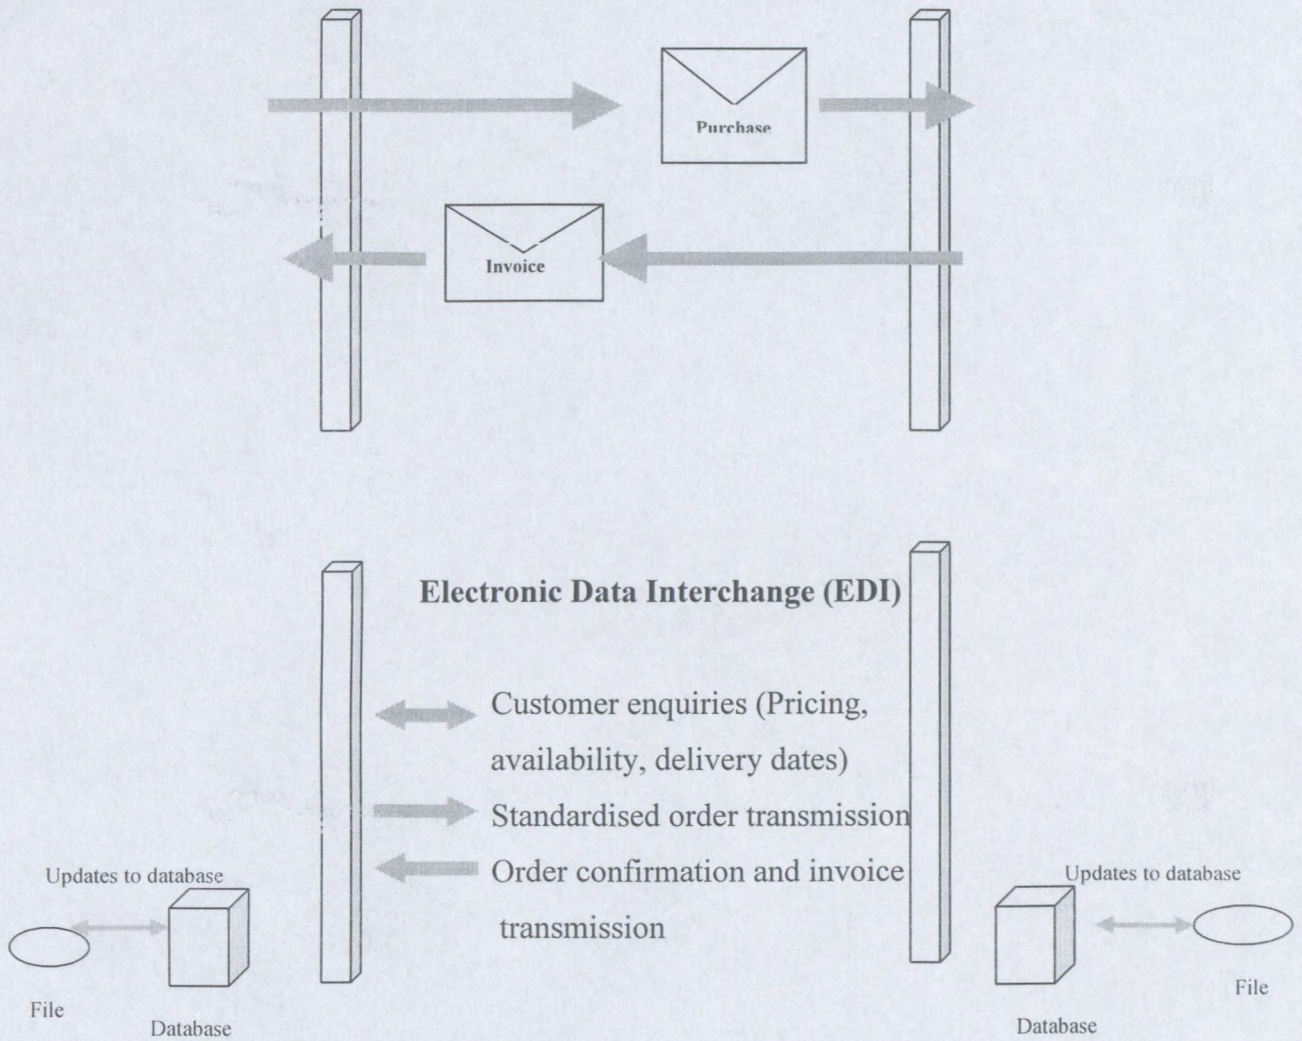 Purchase
Invoice
Electronic Data Interchange (EDI)
Customer enquiries (Pricing,
availability, delivery dates)
Standardised order transmission
Order confirmation and invoice
transmission
Updates to database
File
Database
Updates to database
File
Database